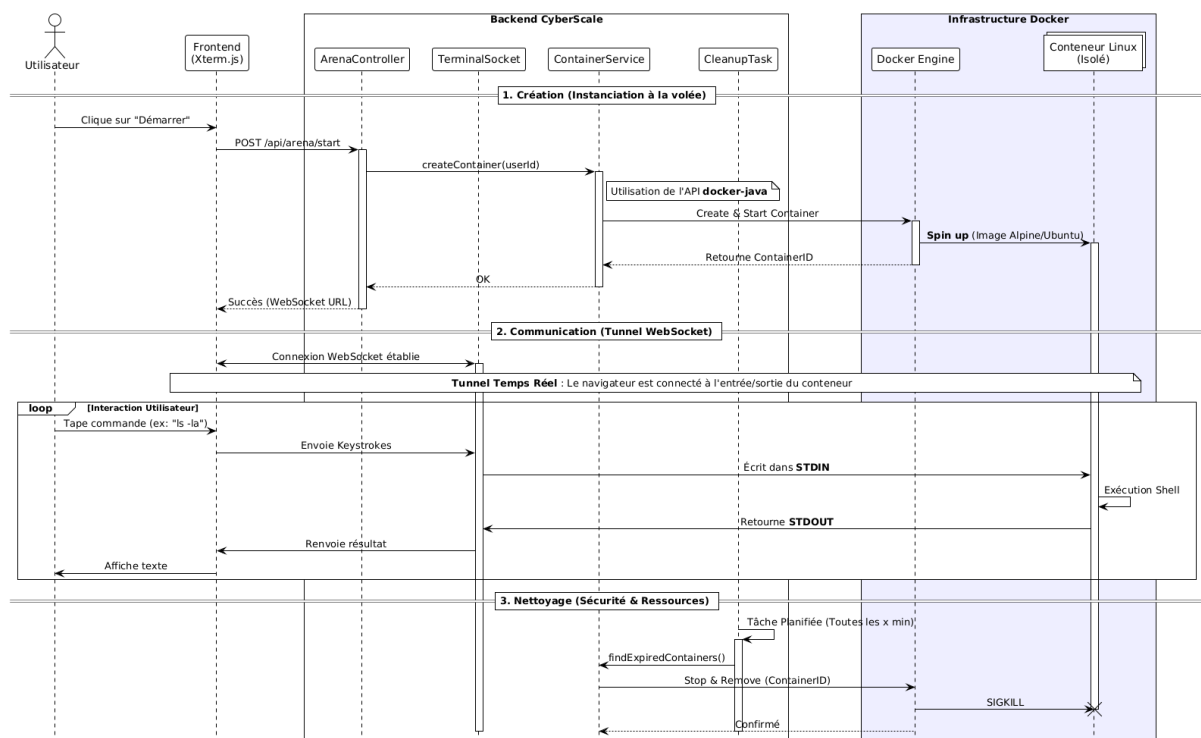 Backend CyberScale
Infrastructure Docker
Utilisateur
Frontend
(Xterm.js)
ArenaController
TerminalSocket
ContainerService
CleanupTask
Docker Engine
Conteneur Linux
(Isolé)
1. Création (Instanciation à la volée)
Clique sur "Démarrer"
POST /api/arena/start
createContainer(userId)
Utilisation de l'API docker-java
Create & Start Container
Spin up (Image Alpine/Ubuntu)
Retourne ContainerID
OK
Succès (WebSocket URL)
2. Communication (Tunnel WebSocket)
Connexion WebSocket établie
Tunnel Temps Réel : Le navigateur est connecté à l'entrée/sortie du conteneur
loop [Interaction Utilisateur]
Tape commande (ex: "ls -la")
Envoie Keystrokes
Écrit dans STDIN
Exécution Shell
Retourne STDOUT
Renvoie résultat
Affiche texte
3. Nettoyage (Sécurité & Ressources)
Tâche Planifiée (Toutes les x min)
findExpiredContainers()
Stop & Remove (ContainerID)
SIGKILL
Confirmé